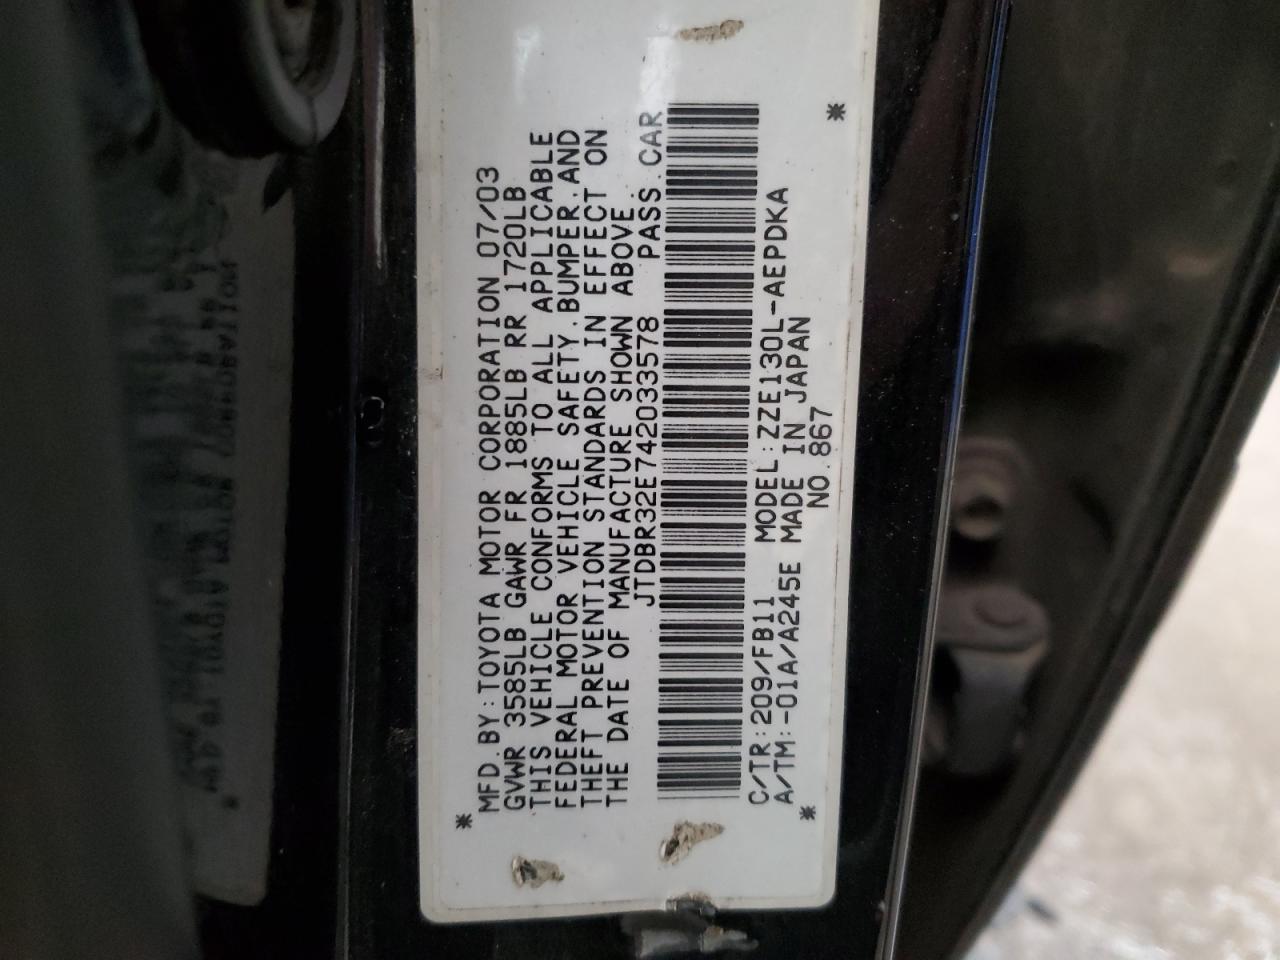 *
MFD.BY:TOYOTA MOTOR CORPORATION 07/03
GVWR 3585LB GAWR FR 1885LB RR 1720LB
THIS VEHICLE CONFORMS TO ALL APPLICABLE
FEDERAL MOTOR VEHICLE SAFETY.BUMPER.AND
THEFT PREVENTION STANDARDS IN EFFECT ON
THE DATE OF MANUFACTURE SHOWN ABOVE.
JTDBR32E742033578 PASS.CAR
C/TR:209/FB11 MODEL:ZZE130L-AEPDKA
A/TM:-01A/A245E MADE IN JAPAN
* NO.867 *